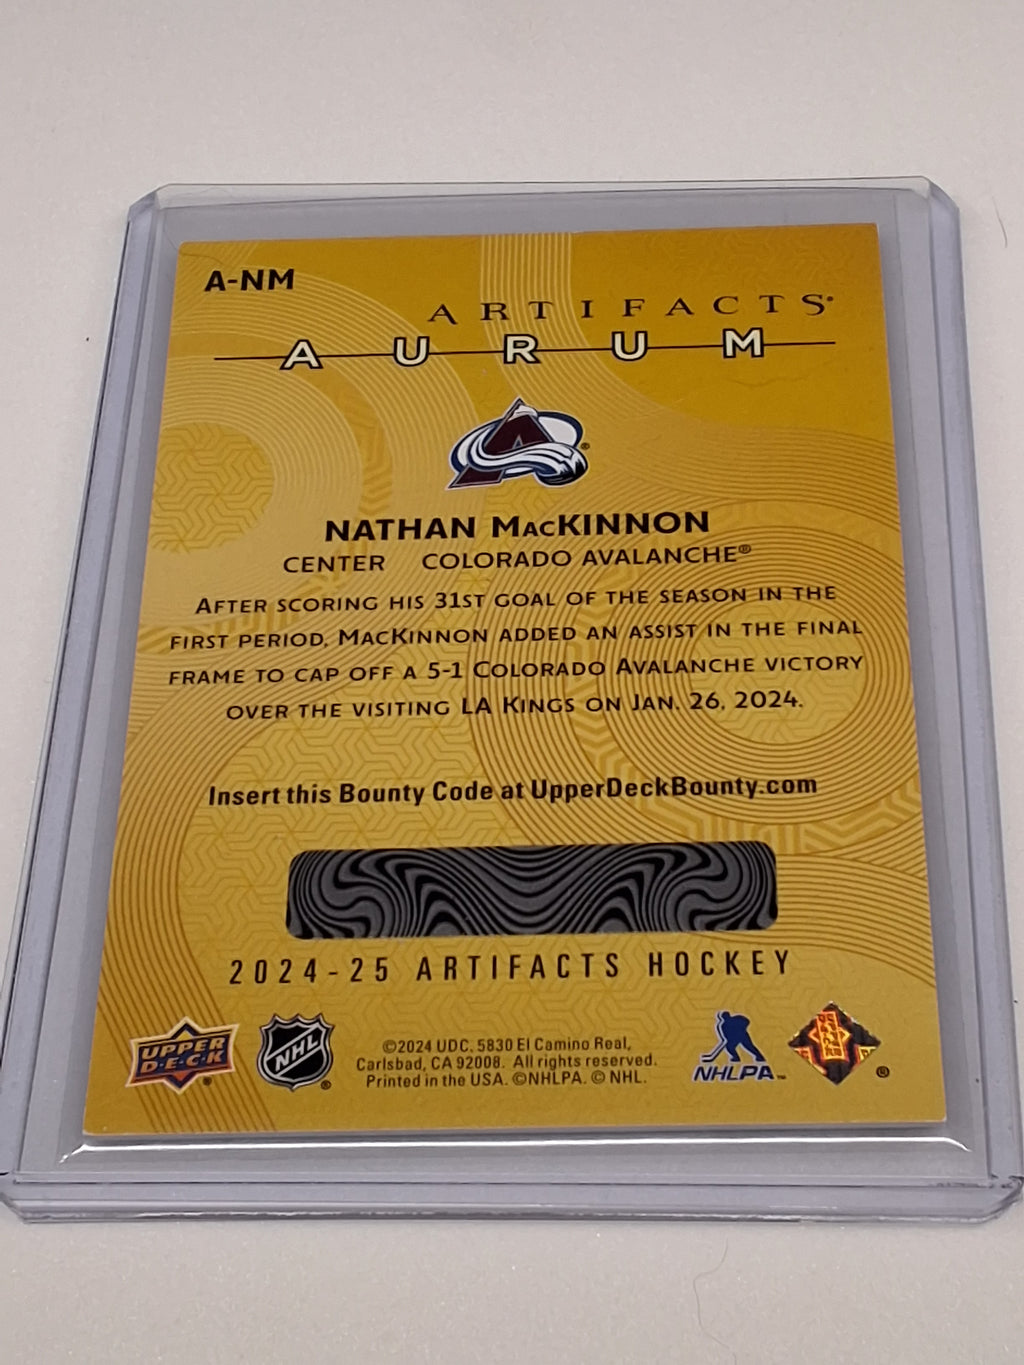 A-NM
ARTIFACTS®
AURUM
NATHAN MacKINNON
CENTER COLORADO AVALANCHE®
AFTER SCORING HIS 31ST GOAL OF THE SEASON IN THE
FIRST PERIOD, MACKINNON ADDED AN ASSIST IN THE FINAL
FRAME TO CAP OFF A 5-1 COLORADO AVALANCHE VICTORY
OVER THE VISITING LA KINGS ON JAN. 26, 2024.
Insert this Bounty Code at UpperDeckBounty.com
2024-25 ARTIFACTS HOCKEY
UPPER
D·E·C·K
®
NHL
®
©2024 UDC. 5830 El Camino Real,
Carlsbad, CA 92008. All rights reserved.
Printed in the USA. ©NHLPA. © NHL.
NHLPA™
®